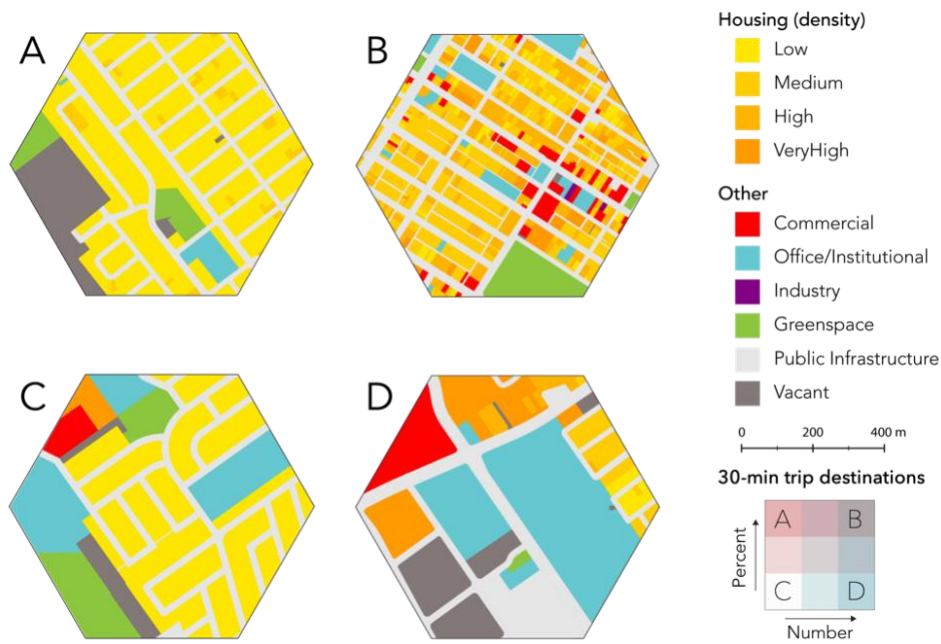 A
B
C
D
Housing (density)
Low
Medium
High
VeryHigh
Other
Commercial
Office/Institutional
Industry
Greenspace
Public Infrastructure
Vacant
0 200 400 m
30-min trip destinations
Percent
A B
C D
Number